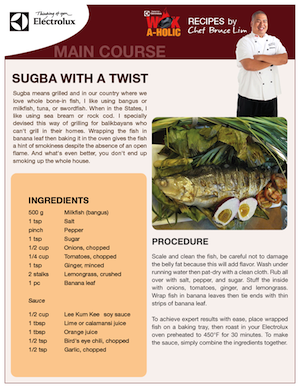 Thinking of you
Electrolux
Electrolux
WOK
A-HOLIC
RECIPES by
Chef Bruce Lim
MAIN COURSE
SUGBA WITH A TWIST
Sugba means grilled and in our country where we
love whole bone-in fish, I like using bangus or
milkfish, tuna, or swordfish. When in the States, I
like using sea bream or rock cod. I specially
devised this way of grilling for balikbayans who
can't grill in their homes. Wrapping the fish in
banana leaf then baking it in the oven gives the fish
a hint of smokiness despite the absence of an open
flame. And what's even better, you don't end up
smoking up the whole house.
INGREDIENTS
500 g Milkfish (bangus)
1 tsp Salt
pinch Pepper
1 tsp Sugar
1/2 cup Onions, chopped
1/4 cup Tomatoes, chopped
1 tsp Ginger, minced
2 stalks Lemongrass, crushed
1 pc Banana leaf
Sauce
1/2 cup Lee Kum Kee soy sauce
1 tbsp Lime or calamansi juice
1 tbsp Orange juice
1/2 tsp Bird's eye chili, chopped
1/2 tsp Garlic, chopped
PROCEDURE
Scale and clean the fish, be careful not to damage
the belly fat because this will add flavor. Wash under
running water then pat-dry with a clean cloth. Rub all
over with salt, pepper, and sugar. Stuff the inside
with onions, tomatoes, ginger, and lemongrass.
Wrap fish in banana leaves then tie ends with thin
strips of banana leaf.
To achieve expert results with ease, place wrapped
fish on a baking tray, then roast in your Electrolux
oven preheated to 450°F for 30 minutes. To make
the sauce, simply combine the ingredients together.